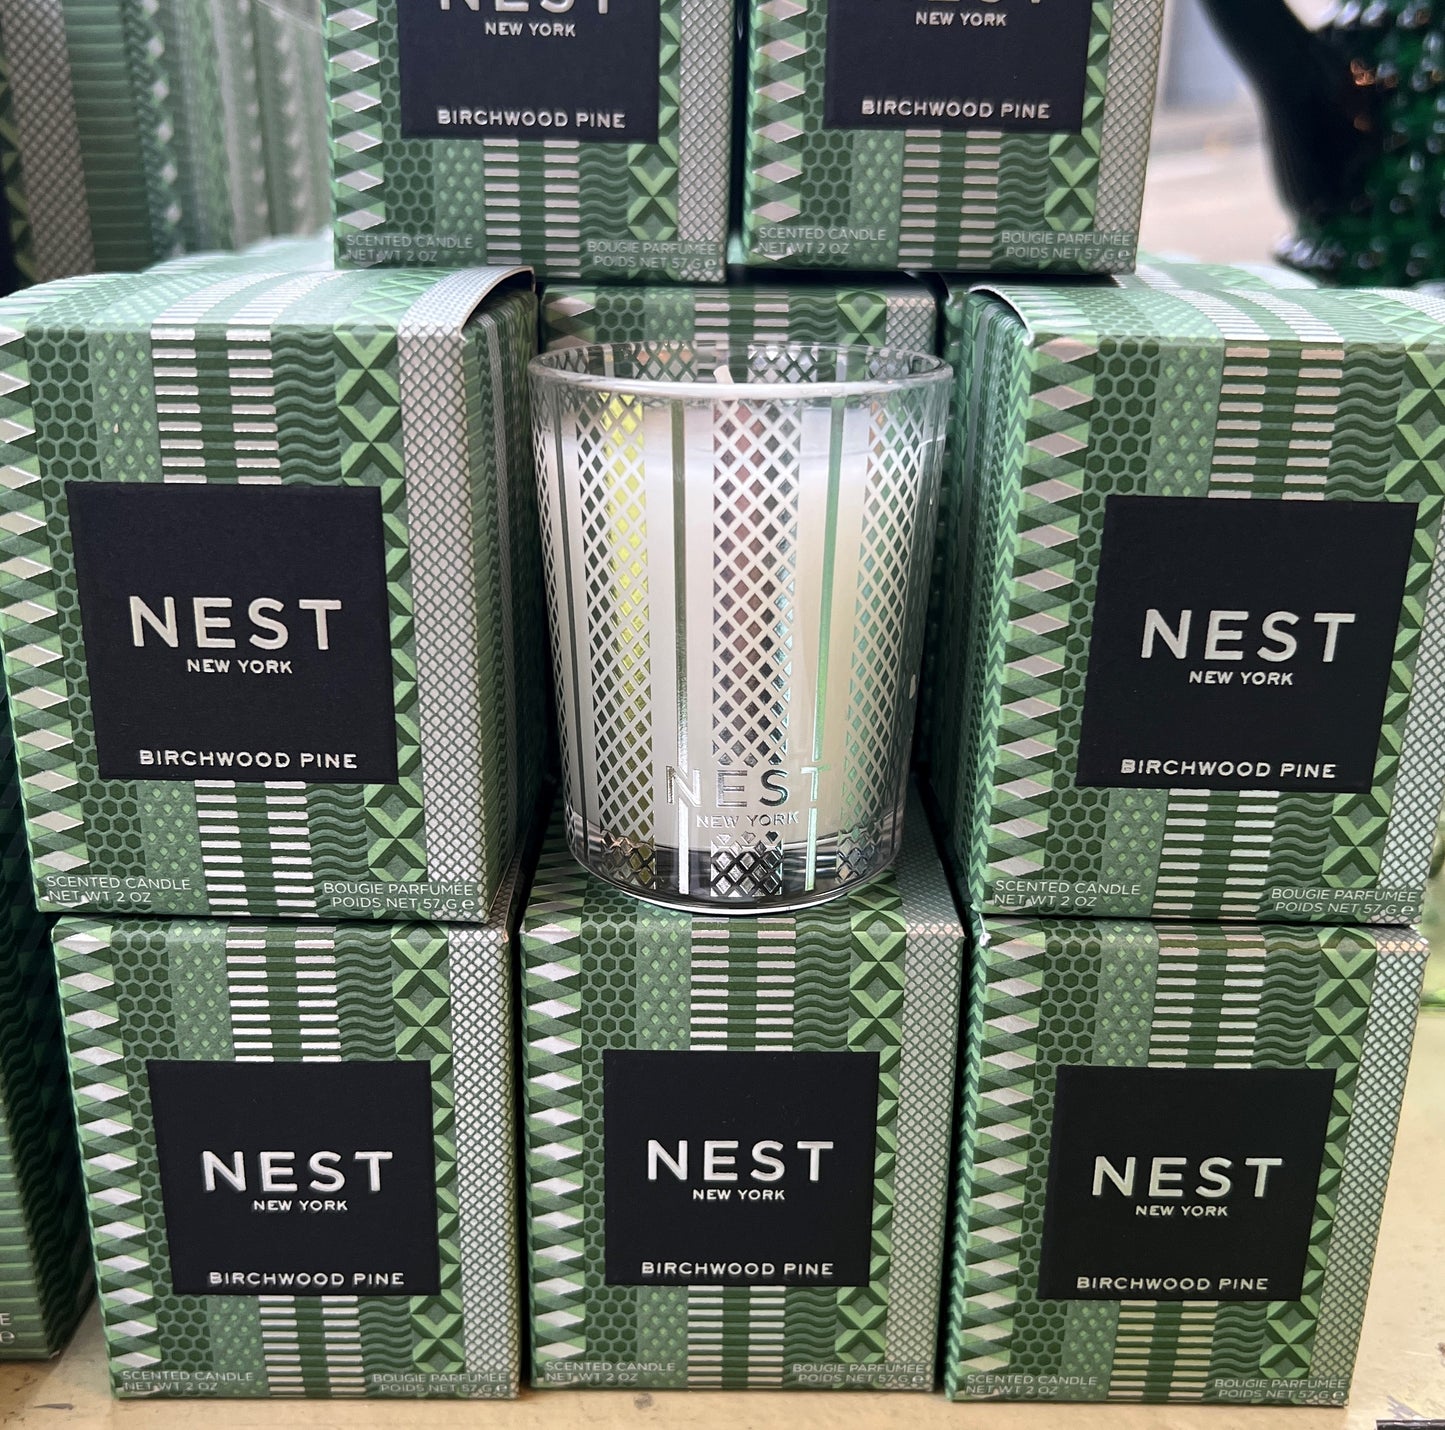 NEST
NEW YORK
BIRCHWOOD PINE
SCENTED CANDLE
NET WT 2 OZ
BOUGIE PARFUMÉE
POIDS NET 57 G ℮
NEST
NEW YORK
BIRCHWOOD PINE
SCENTED CANDLE
NET WT 2 OZ
BOUGIE PARFUMÉE
POIDS NET 57 G ℮
NEST
NEW YORK
BIRCHWOOD PINE
SCENTED CANDLE
NET WT 2 OZ
BOUGIE PARFUMÉE
POIDS NET 57 G ℮
NEST
NEW YORK
NEST
NEW YORK
BIRCHWOOD PINE
SCENTED CANDLE
NET WT 2 OZ
BOUGIE PARFUMÉE
POIDS NET 57 G ℮
NEST
NEW YORK
BIRCHWOOD PINE
SCENTED CANDLE
NET WT 2 OZ
BOUGIE PARFUMÉE
POIDS NET 57 G ℮
NEST
NEW YORK
BIRCHWOOD PINE
SCENTED CANDLE
NET WT 2 OZ
BOUGIE PARFUMÉE
POIDS NET 57 G ℮
NEST
NEW YORK
BIRCHWOOD PINE
SCENTED CANDLE
NET WT 2 OZ
BOUGIE PARFUMÉE
POIDS NET 57 G ℮